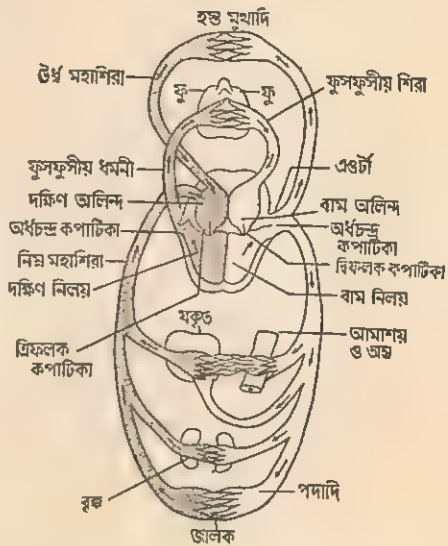 হস্ত মুখাদি
ঊর্ধ মহাশিরা
ফু
ফু
ফুসফুসীয় শিরা
ফুসফুসীয় ধমনী
এওর্টা
দক্ষিণ অলিন্দ
বাম অলিন্দ
অর্ধচন্দ্র কপাটিকা
অর্ধচন্দ্র
কপাটিকা
নিম্ন মহাশিরা
দ্বিফলক কপাটিকা
দক্ষিণ নিলয়
বাম নিলয়
যকৃত
ত্রিফলক
কপাটিকা
আমাশয়
ও অন্ত্র
বৃক্ক
পদাদি
জালক